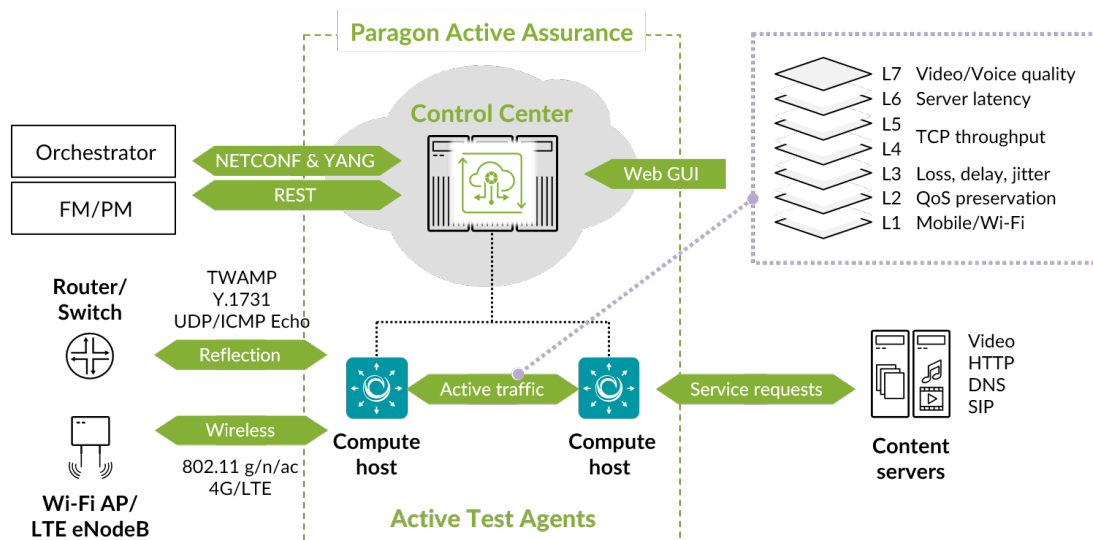 Paragon Active Assurance
Control Center
Orchestrator
FM/PM
NETCONF & YANG
REST
Web GUI
L7 Video/Voice quality
L6 Server latency
L5
TCP throughput
L4
L3 Loss, delay, jitter
L2 QoS preservation
L1 Mobile/Wi-Fi
Router/
Switch
TWAMP
Y.1731
UDP/ICMP Echo
Reflection
Wireless
802.11 g/n/ac
4G/LTE
Wi-Fi AP/
LTE eNodeB
Active traffic
Compute
host
Compute
host
Service requests
Video
HTTP
DNS
SIP
Content
servers
Active Test Agents